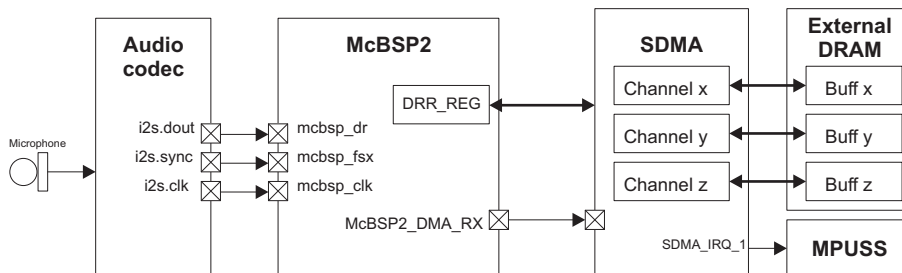 Audio
codec
McBSP2
SDMA
External
DRAM
DRR_REG
Channel x
Buff x
i2s.dout
mcbsp_dr
Channel y
Buff y
Microphone
i2s.sync
mcbsp_fsx
i2s.clk
mcbsp_clk
Channel z
Buff z
McBSP2_DMA_RX
SDMA_IRQ_1
MPUSS